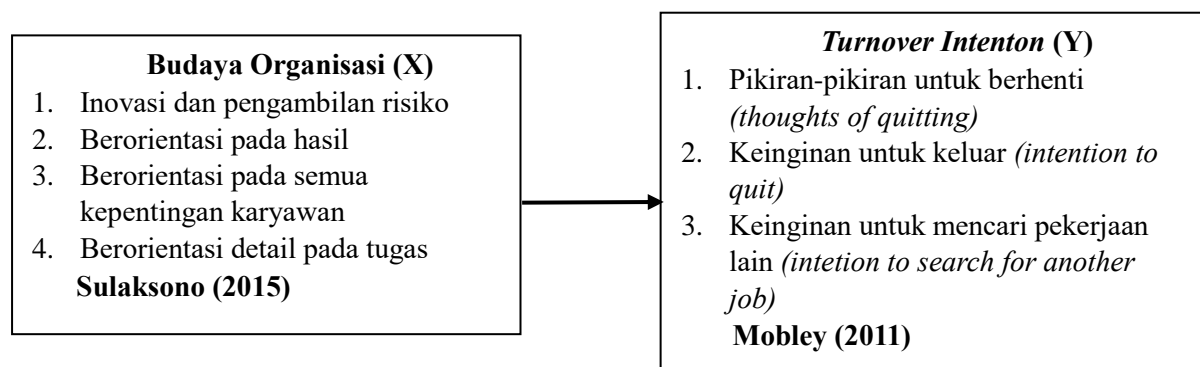 Budaya Organisasi (X)
1. Inovasi dan pengambilan risiko
2. Berorientasi pada hasil
3. Berorientasi pada semua
kepentingan karyawan
4. Berorientasi detail pada tugas
Sulaksono (2015)
Turnover Intenton (Y)
1. Pikiran-pikiran untuk berhenti
(thoughts of quitting)
2. Keinginan untuk keluar (intention to
quit)
3. Keinginan untuk mencari pekerjaan
lain (intetion to search for another
job)
Mobley (2011)